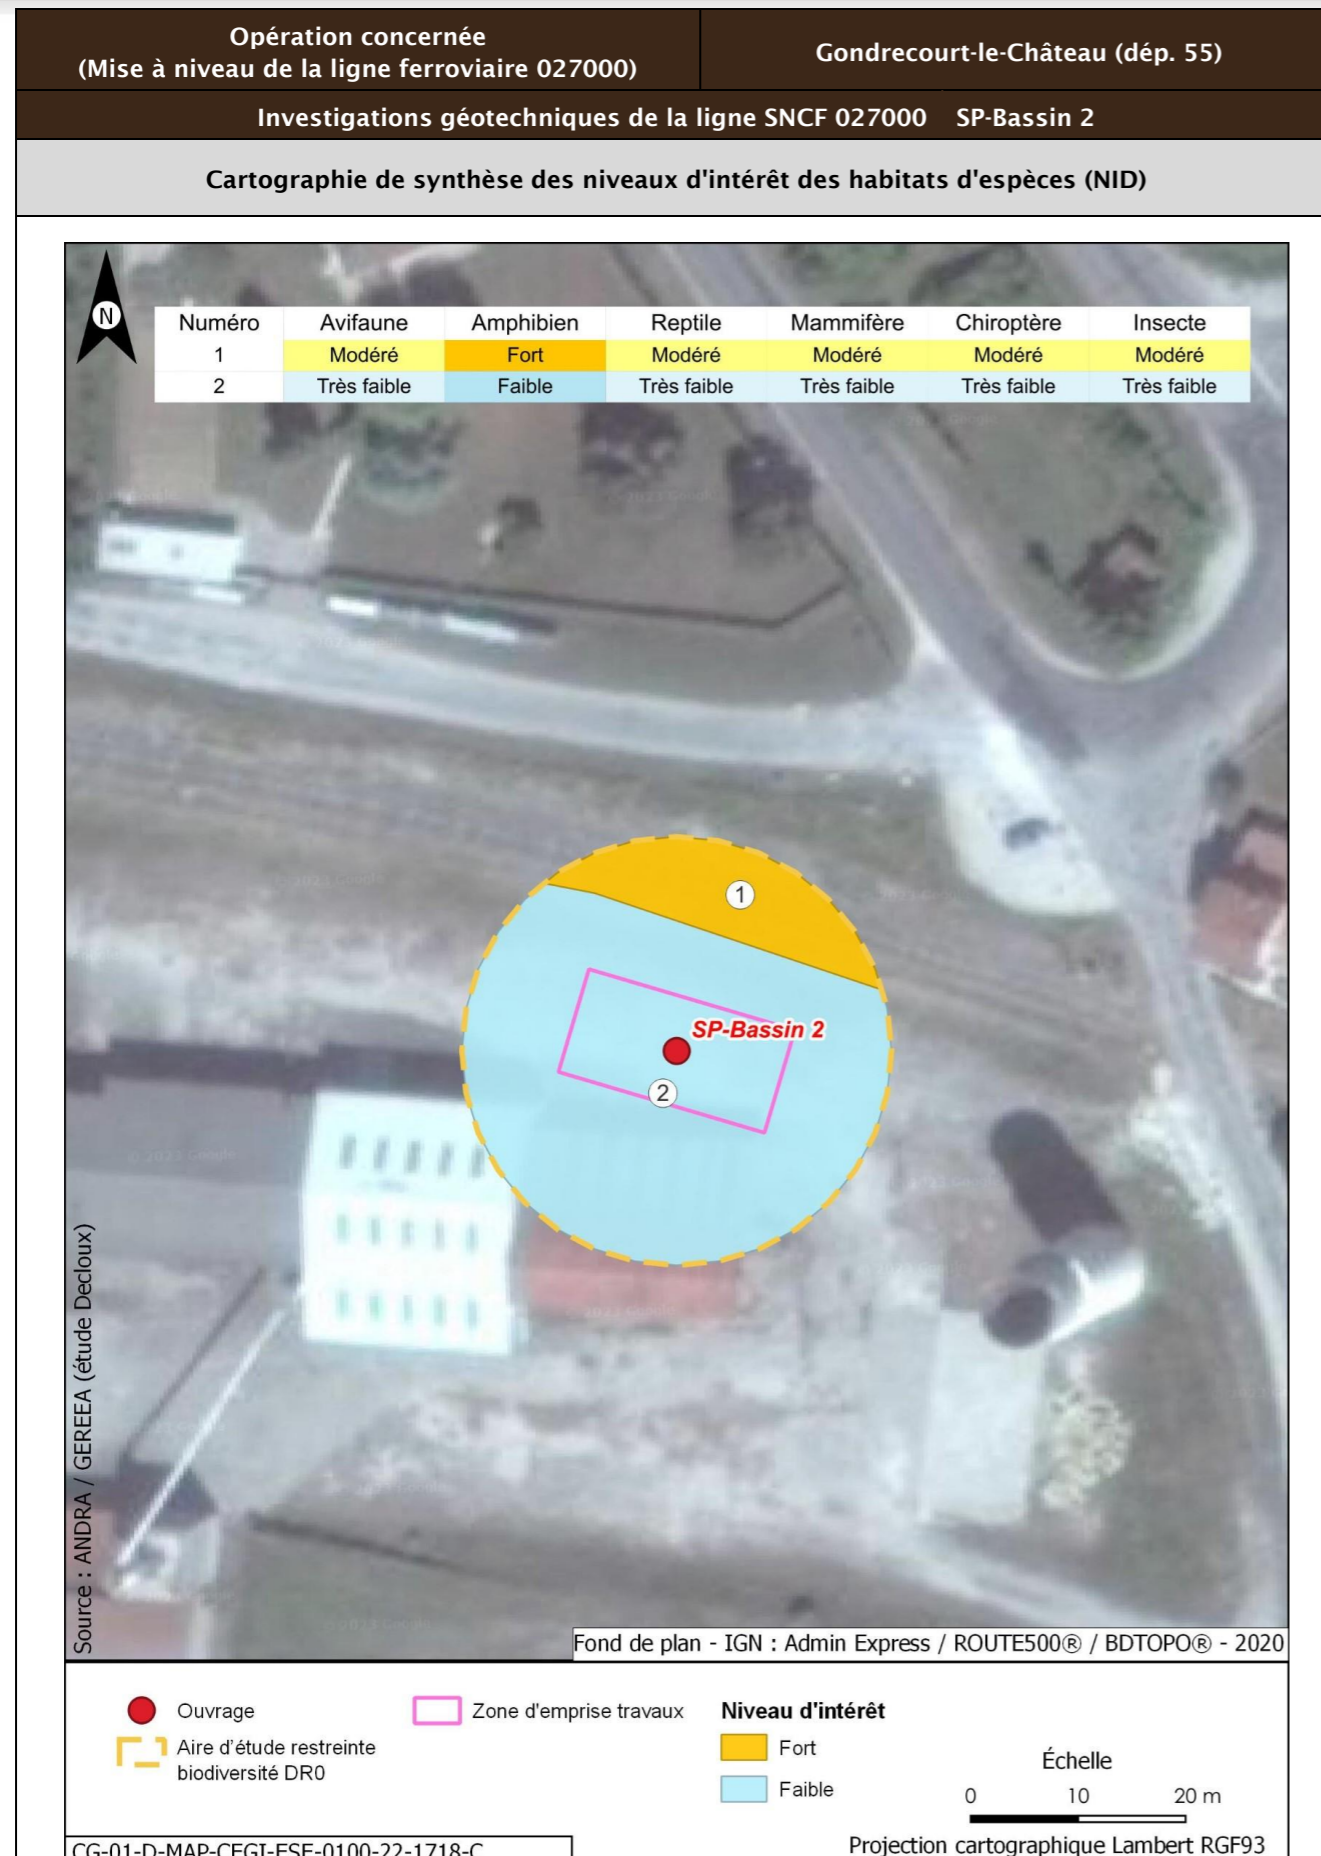 Opération concernée
(Mise à niveau de la ligne ferroviaire 027000)
Gondrecourt-le-Château (dép. 55)
Investigations géotechniques de la ligne SNCF 027000 SP-Bassin 2
Cartographie de synthèse des niveaux d'intérêt des habitats d'espèces (NID)
N
Numéro Avifaune Amphibien Reptile Mammifère Chiroptère Insecte
1 Modéré Fort Modéré Modéré Modéré Modéré
2 Très faible Faible Très faible Très faible Très faible Très faible
1
SP-Bassin 2
2
Source : ANDRA / GEREEA (étude Decloux)
Fond de plan - IGN : Admin Express / ROUTE500® / BDTOPO® - 2020
Ouvrage
Aire d'étude restreinte
biodiversité DR0
Zone d'emprise travaux
Niveau d'intérêt
Fort
Faible
Échelle
0 10 20 m
Projection cartographique Lambert RGF93
CG-01-D-MAP-CEGI-ESE-0100-22-1718-C